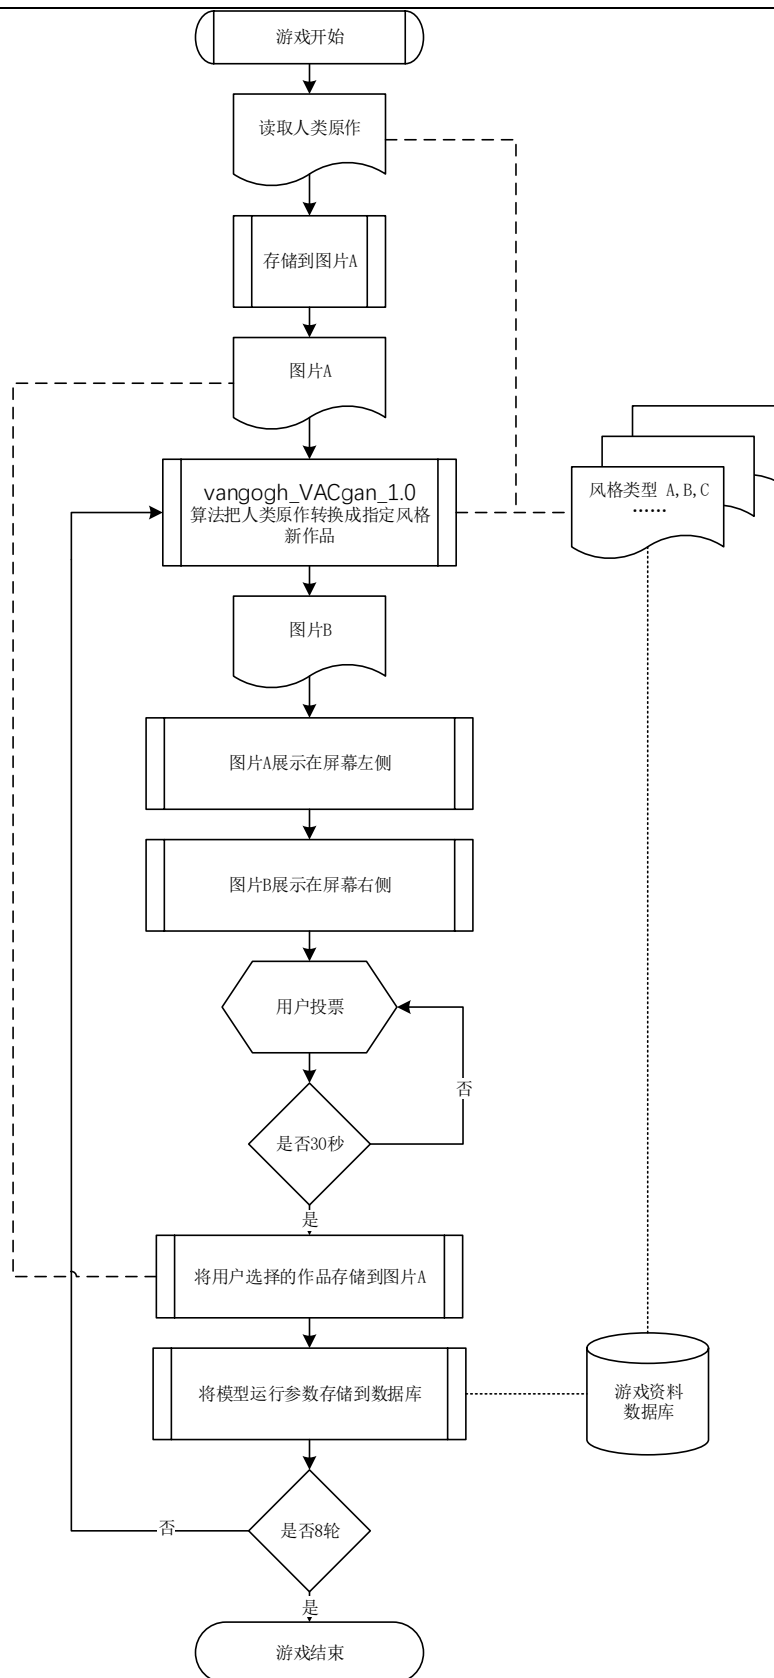 游戏开始
读取人类原作
存储到图片A
图片A
vangogh_VACgan_1.0
算法把人类原作转换成指定风格
新作品
风格类型 A,B,C
......
图片B
图片A展示在屏幕左侧
图片B展示在屏幕右侧
用户投票
否
是否30秒
是
将用户选择的作品存储到图片A
将模型运行参数存储到数据库
游戏资料
数据库
否
是否8轮
是
游戏结束